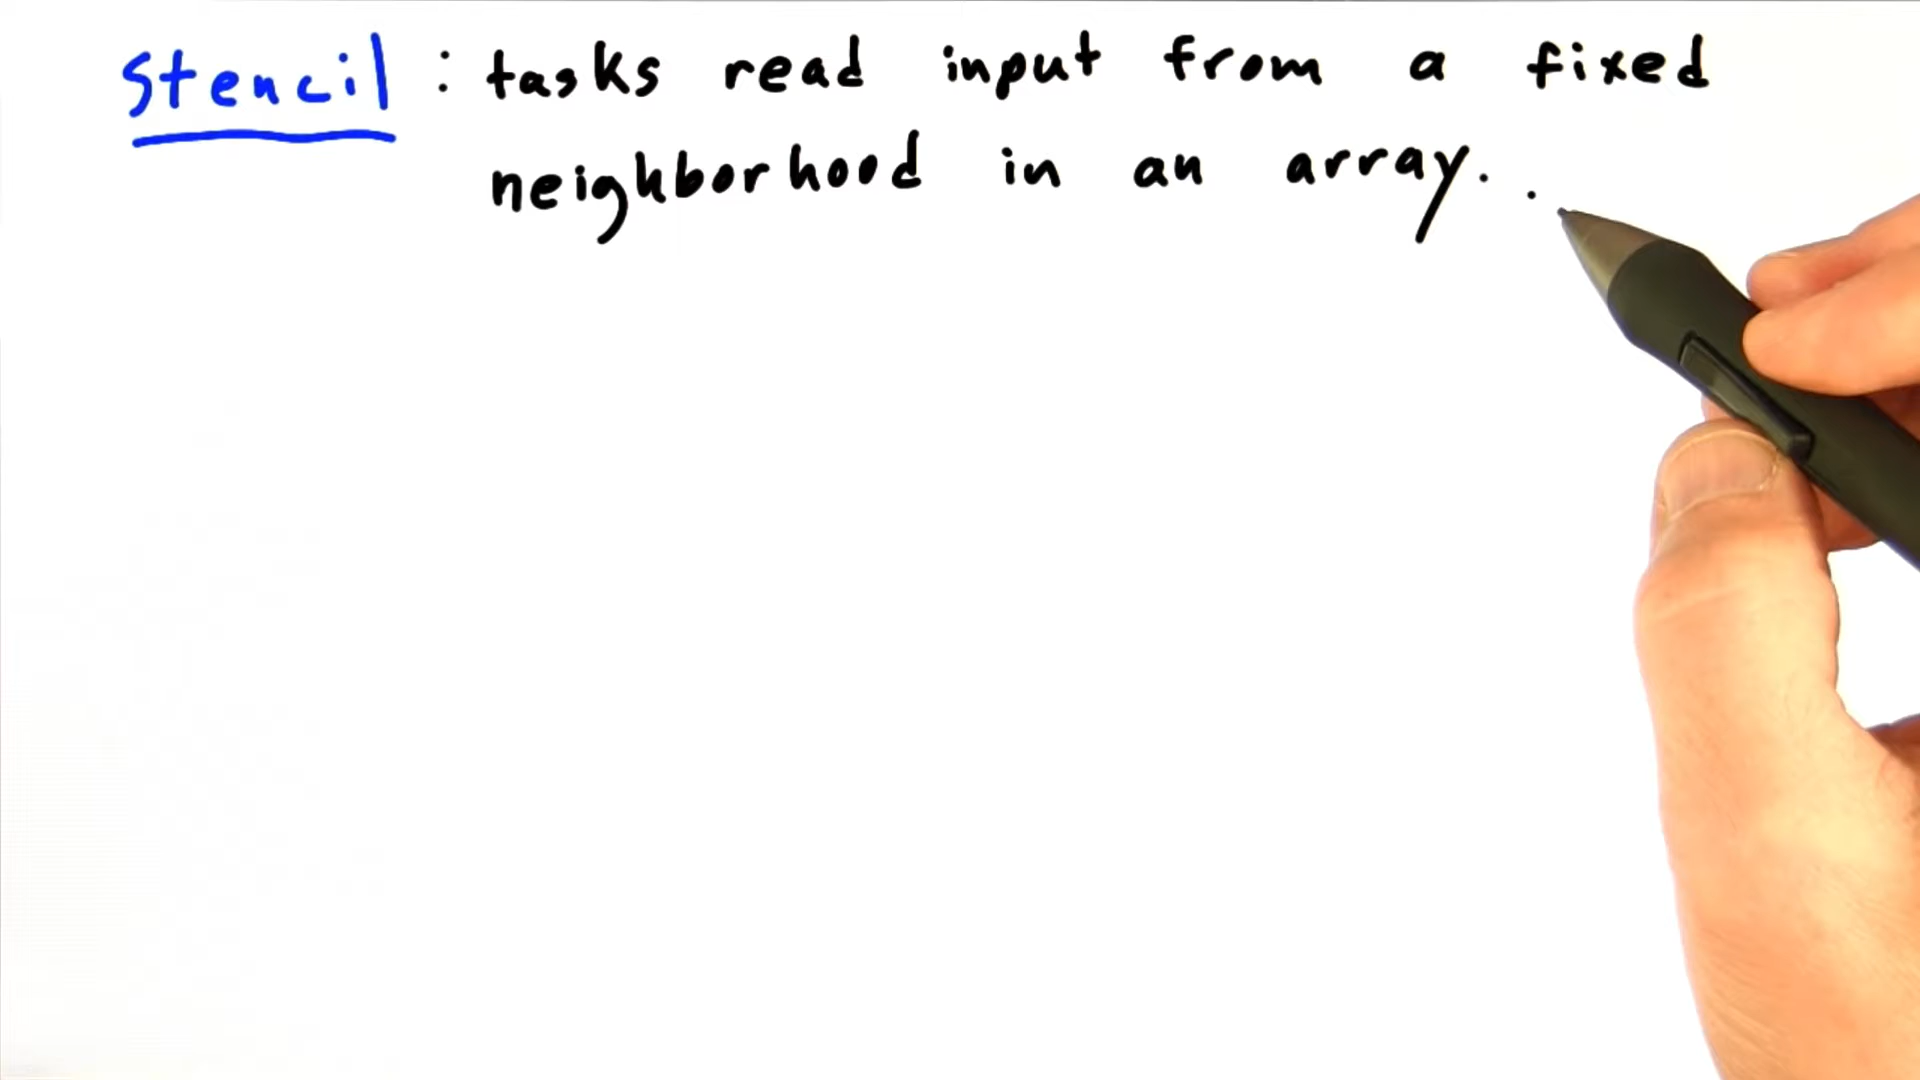 Stencil : tasks read input from a fixed
neighborhood in an array. .